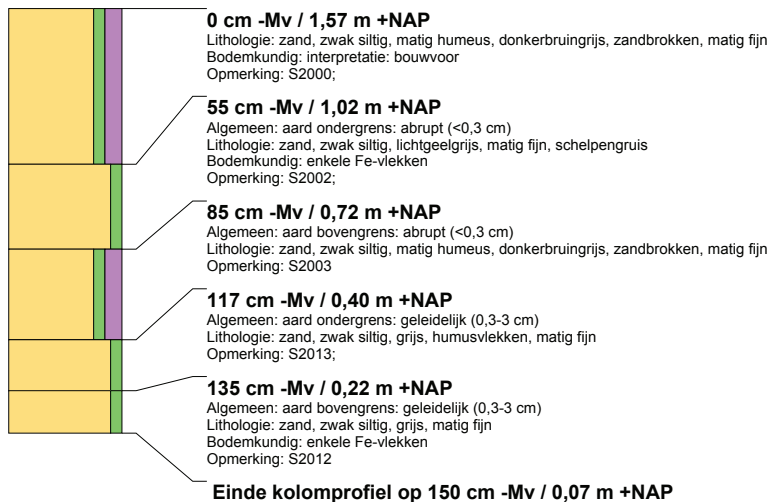 0 cm -Mv / 1,57 m +NAP
Lithologie: zand, zwak siltig, matig humeus, donkerbruingrijs, zandbrokken, matig fijn
Bodemkundig: interpretatie: bouwvoor
Opmerking: S2000;
55 cm -Mv / 1,02 m +NAP
Algemeen: aard ondergrens: abrupt (<0,3 cm)
Lithologie: zand, zwak siltig, lichtgeelgrijs, matig fijn, schelpengruis
Bodemkundig: enkele Fe-vlekken
Opmerking: S2002;
85 cm -Mv / 0,72 m +NAP
Algemeen: aard bovengrens: abrupt (<0,3 cm)
Lithologie: zand, zwak siltig, matig humeus, donkerbruingrijs, zandbrokken, matig fijn
Opmerking: S2003
117 cm -Mv / 0,40 m +NAP
Algemeen: aard ondergrens: geleidelijk (0,3-3 cm)
Lithologie: zand, zwak siltig, grijs, humusvlekken, matig fijn
Opmerking: S2013;
135 cm -Mv / 0,22 m +NAP
Algemeen: aard bovengrens: geleidelijk (0,3-3 cm)
Lithologie: zand, zwak siltig, grijs, matig fijn
Bodemkundig: enkele Fe-vlekken
Opmerking: S2012
Einde kolomprofiel op 150 cm -Mv / 0,07 m +NAP